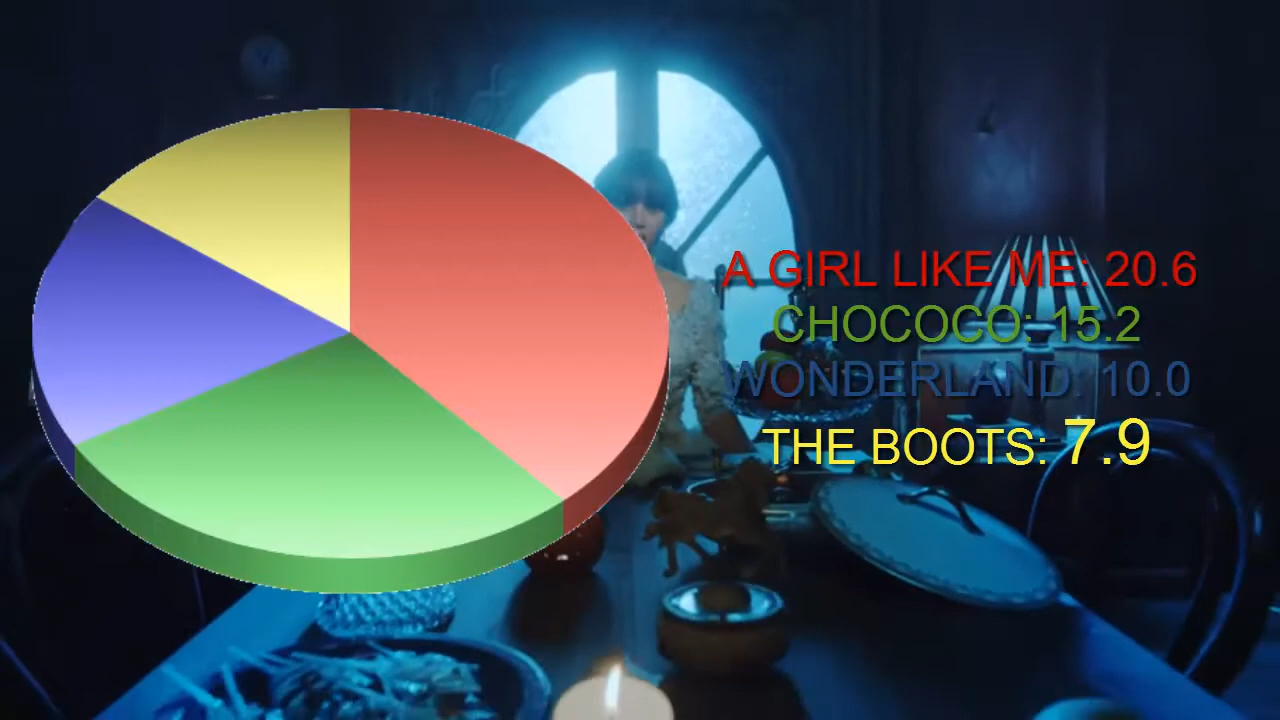 A GIRL LIKE ME: 20.6
CHOCOCO: 15.2
WONDERLAND: 10.0
THE BOOTS: 7.9